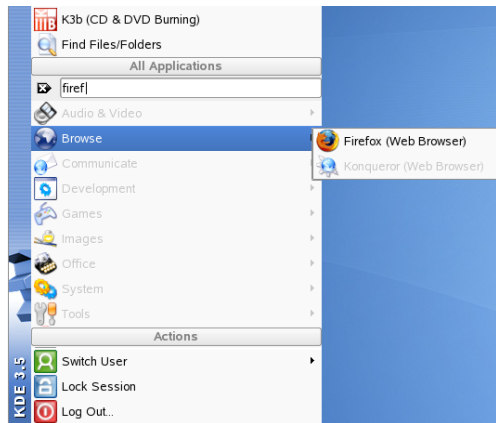 K3b (CD & DVD Burning)
Find Files/Folders
All Applications
firef
Audio & Video
Browse
Firefox (Web Browser)
Konqueror (Web Browser)
Communicate
Development
Games
Images
Office
System
Tools
Actions
Switch User
Lock Session
Log Out...
KDE 3.5